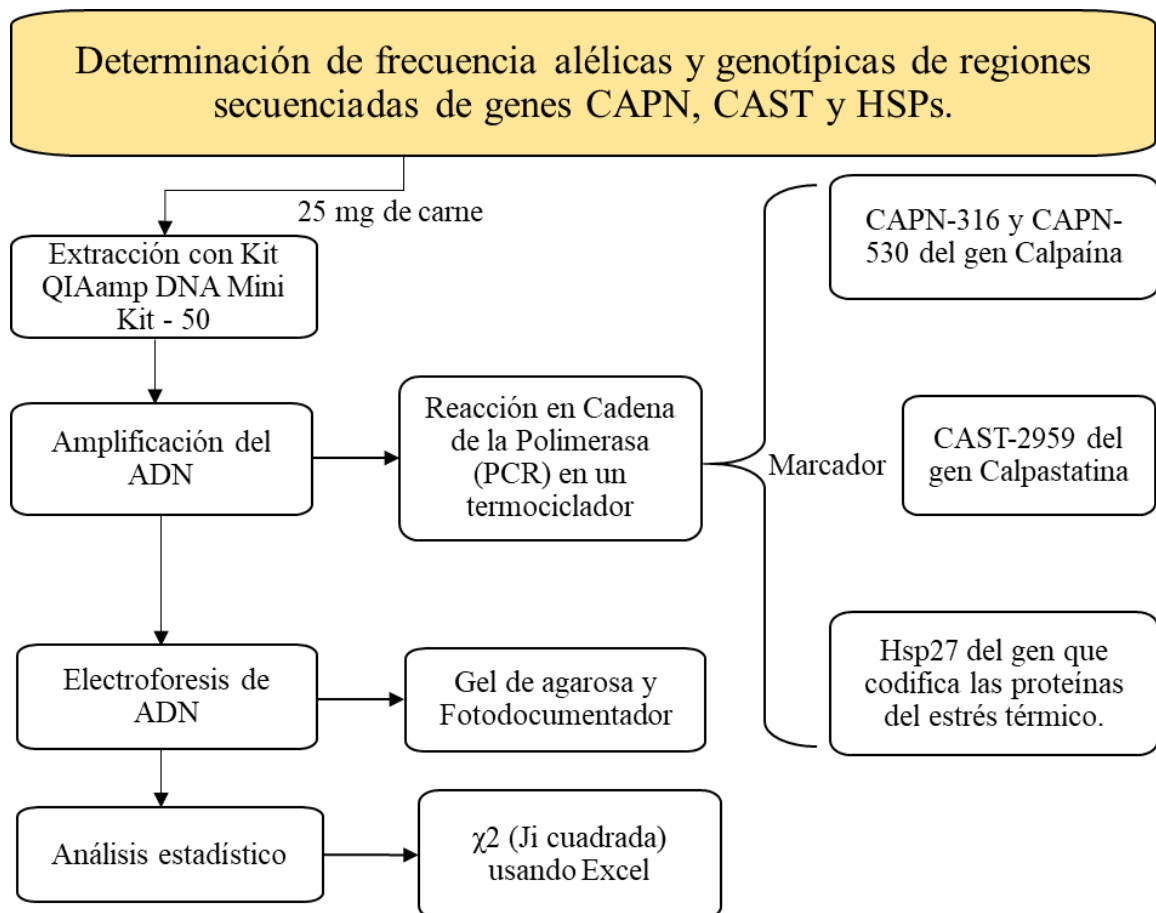 Determinación de frecuencia alélicas y genotípicas de regiones
secuenciadas de genes CAPN, CAST y HSPs.
25 mg de carne
Extracción con Kit
QIAamp DNA Mini
Kit - 50
Amplificación del
ADN
Reacción en Cadena
de la Polimerasa
(PCR) en un
termociclador
Marcador
CAPN-316 y CAPN-
530 del gen Calpaína
CAST-2959 del
gen Calpastatina
Hsp27 del gen que
codifica las proteínas
del estrés térmico.
Electroforesis de
ADN
Gel de agarosa y
Fotodocumentador
Análisis estadístico
χ2 (Ji cuadrada)
usando Excel